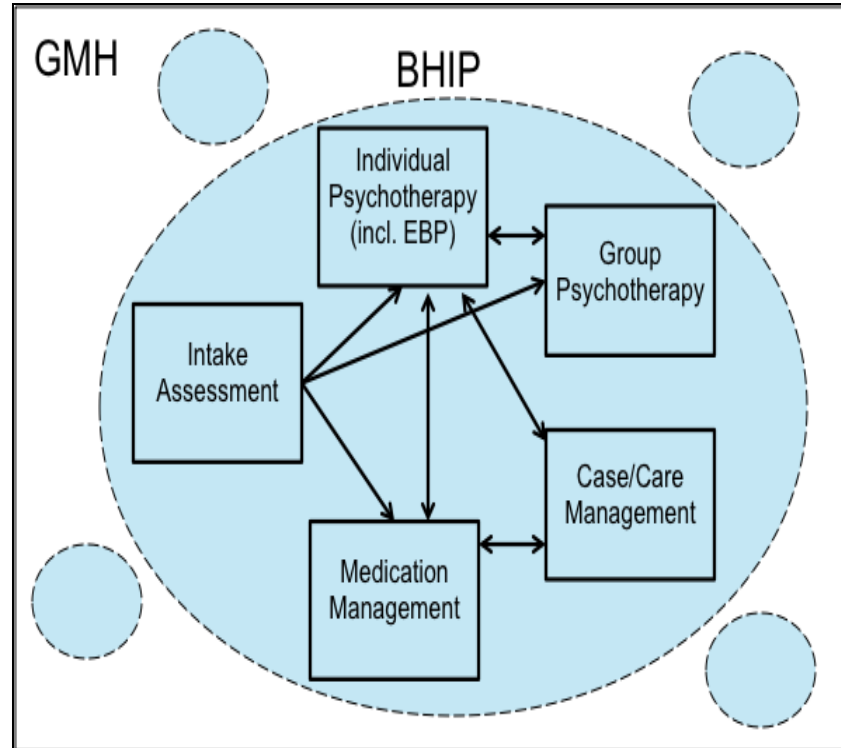 GMH
BHIP
Individual
Psychotherapy
(incl. EBP)
Group
Psychotherapy
Intake
Assessment
Case/Care
Management
Medication
Management